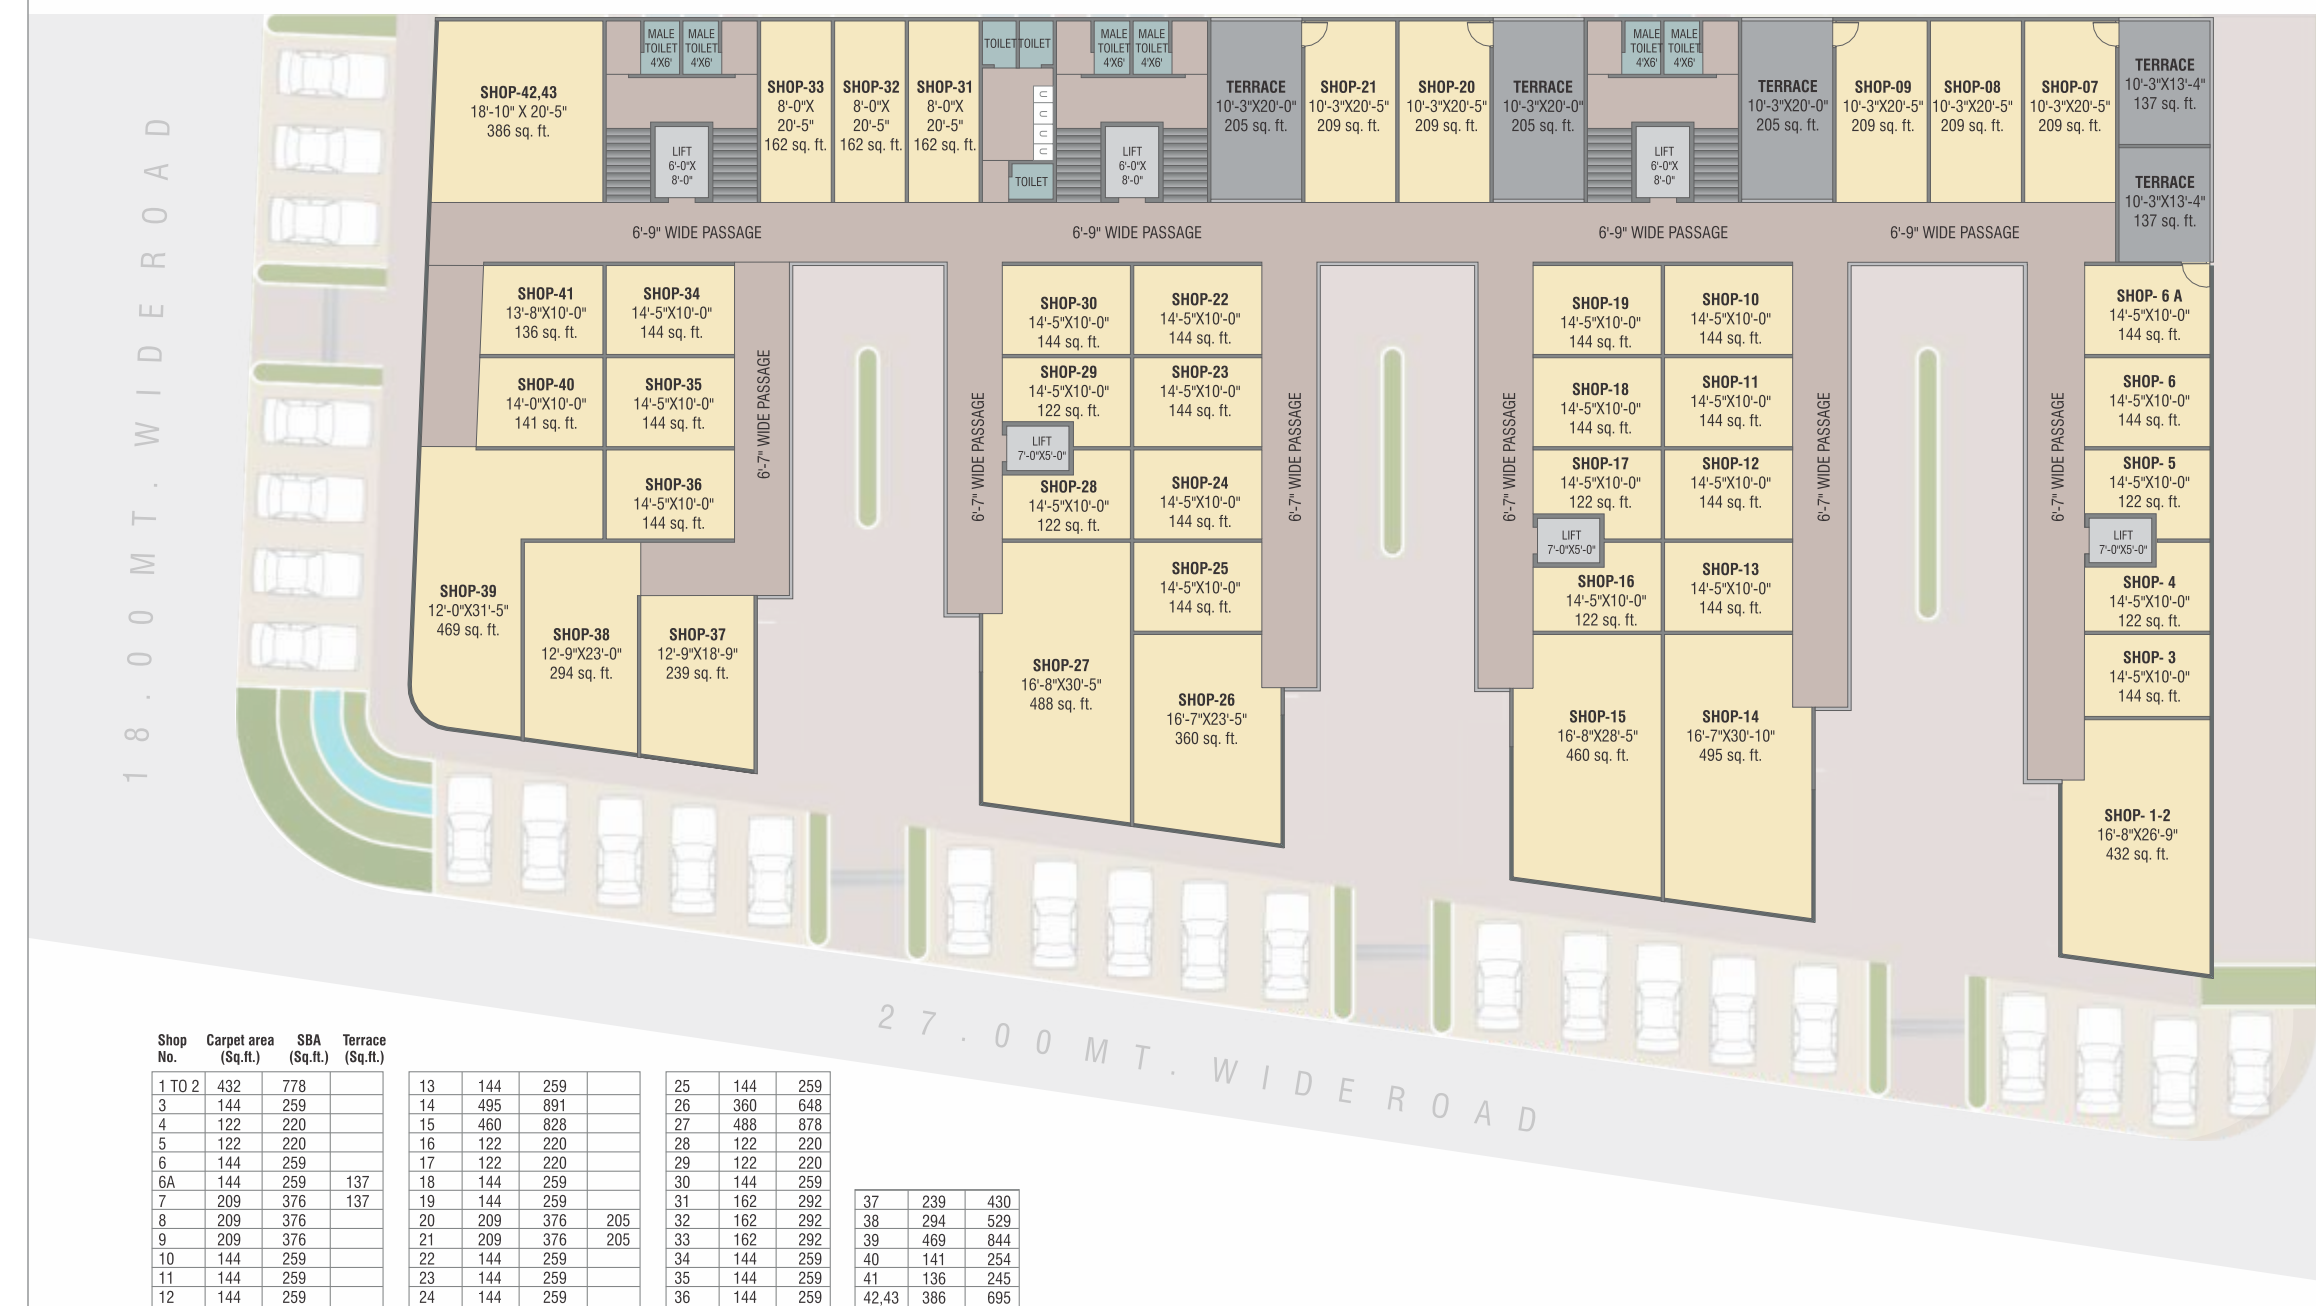 MALE
TOILET
4'X6'
MALE
TOILET
4'X6'
LIFT
6'-0"X
8'-0"
SHOP-42,43
18'-10" X 20'-5"
386 sq. ft.
SHOP-33
8'-0"X
20'-5"
162 sq. ft.
SHOP-32
8'-0"X
20'-5"
162 sq. ft.
SHOP-31
8'-0"X
20'-5"
162 sq. ft.
TOILET
TOILET
TOILET
MALE
TOILET
4'X6'
MALE
TOILET
4'X6'
LIFT
6'-0"X
8'-0"
TERRACE
10'-3"X20'-0"
205 sq. ft.
SHOP-21
10'-3"X20'-5"
209 sq. ft.
SHOP-20
10'-3"X20'-5"
209 sq. ft.
TERRACE
10'-3"X20'-0"
205 sq. ft.
MALE
TOILET
4'X6'
MALE
TOILET
4'X6'
LIFT
6'-0"X
8'-0"
TERRACE
10'-3"X20'-0"
205 sq. ft.
SHOP-09
10'-3"X20'-5"
209 sq. ft.
SHOP-08
10'-3"X20'-5"
209 sq. ft.
SHOP-07
10'-3"X20'-5"
209 sq. ft.
TERRACE
10'-3"X13'-4"
137 sq. ft.
TERRACE
10'-3"X13'-4"
137 sq. ft.
6'-9" WIDE PASSAGE
6'-9" WIDE PASSAGE
6'-9" WIDE PASSAGE
6'-9" WIDE PASSAGE
18.00 MT. WIDE ROAD
SHOP-41
13'-8"X10'-0"
136 sq. ft.
SHOP-34
14'-5"X10'-0"
144 sq. ft.
SHOP-40
14'-0"X10'-0"
141 sq. ft.
SHOP-35
14'-5"X10'-0"
144 sq. ft.
SHOP-36
14'-5"X10'-0"
144 sq. ft.
SHOP-39
12'-0"X31'-5"
469 sq. ft.
SHOP-38
12'-9"X23'-0"
294 sq. ft.
SHOP-37
12'-9"X18'-9"
239 sq. ft.
6'-7" WIDE PASSAGE
6'-7" WIDE PASSAGE
SHOP-30
14'-5"X10'-0"
144 sq. ft.
SHOP-22
14'-5"X10'-0"
144 sq. ft.
SHOP-29
14'-5"X10'-0"
122 sq. ft.
SHOP-23
14'-5"X10'-0"
144 sq. ft.
LIFT
7'-0"X5'-0"
SHOP-28
14'-5"X10'-0"
122 sq. ft.
SHOP-24
14'-5"X10'-0"
144 sq. ft.
SHOP-25
14'-5"X10'-0"
144 sq. ft.
SHOP-27
16'-8"X30'-5"
488 sq. ft.
SHOP-26
16'-7"X23'-5"
360 sq. ft.
6'-7" WIDE PASSAGE
6'-7" WIDE PASSAGE
SHOP-19
14'-5"X10'-0"
144 sq. ft.
SHOP-10
14'-5"X10'-0"
144 sq. ft.
SHOP-18
14'-5"X10'-0"
144 sq. ft.
SHOP-11
14'-5"X10'-0"
144 sq. ft.
SHOP-17
14'-5"X10'-0"
122 sq. ft.
SHOP-12
14'-5"X10'-0"
144 sq. ft.
LIFT
7'-0"X5'-0"
SHOP-16
14'-5"X10'-0"
122 sq. ft.
SHOP-13
14'-5"X10'-0"
144 sq. ft.
SHOP-15
16'-8"X28'-5"
460 sq. ft.
SHOP-14
16'-7"X30'-10"
495 sq. ft.
6'-7" WIDE PASSAGE
6'-7" WIDE PASSAGE
SHOP- 6 A
14'-5"X10'-0"
144 sq. ft.
SHOP- 6
14'-5"X10'-0"
144 sq. ft.
SHOP- 5
14'-5"X10'-0"
122 sq. ft.
LIFT
7'-0"X5'-0"
SHOP- 4
14'-5"X10'-0"
122 sq. ft.
SHOP- 3
14'-5"X10'-0"
144 sq. ft.
SHOP- 1-2
16'-8"X26'-9"
432 sq. ft.
27.00 MT. WIDE ROAD
Shop Carpet area SBA Terrace
No. (Sq.ft.) (Sq.ft.) (Sq.ft.)
1 TO 2 432 778
3 144 259
4 122 220
5 122 220
6 144 259
6A 144 259 137
7 209 376 137
8 209 376
9 209 376
10 144 259
11 144 259
12 144 259
13 144 259
14 495 891
15 460 828
16 122 220
17 122 220
18 144 259
19 144 259
20 209 376 205
21 209 376 205
22 144 259
23 144 259
24 144 259
25 144 259
26 360 648
27 488 878
28 122 220
29 122 220
30 144 259
31 162 292
32 162 292
33 162 292
34 144 259
35 144 259
36 144 259
37 239 430
38 294 529
39 469 844
40 141 254
41 136 245
42,43 386 695